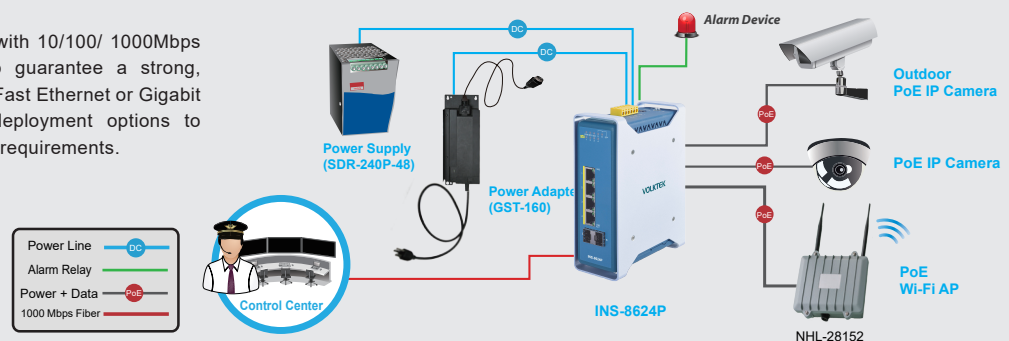 with 10/100/ 1000Mbps
guarantee a strong,
Fast Ethernet or Gigabit
deployment options to
requirements.
DC
DC
Alarm Device
Power Supply
(SDR-240P-48)
Power Adapte
(GST-160)
VOLKTEK
INS-8624P
Outdoor
PoE IP Camera
PoE
PoE IP Camera
PoE
PoE
PoE
Wi-Fi AP
NHL-28152
Control Center
Power Line DC
Alarm Relay
Power + Data PoE
1000 Mbps Fiber